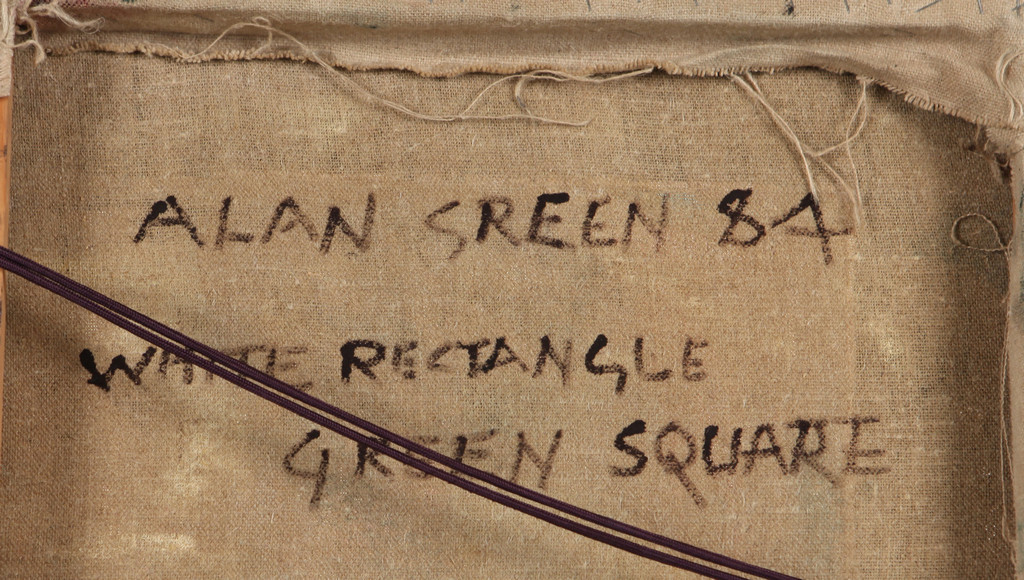 ALAN GREEN 84
WHITE RECTANGLE
GREEN SQUARE